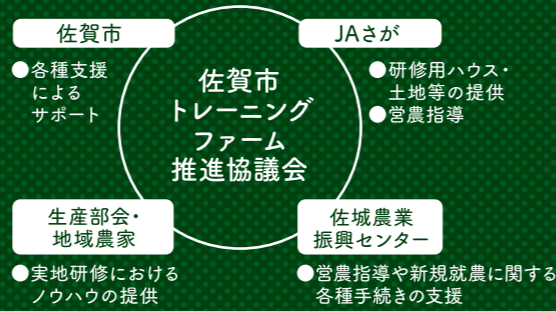 佐賀市
●各種支援
による
サポート
JAさが
●研修用ハウス・
土地等の提供
●営農指導
佐賀市
トレーニング
ファーム
推進協議会
生産部会・
地域農家
●実地研修における
ノウハウの提供
佐城農業
振興センター
●営農指導や新規就農に関する
各種手続きの支援